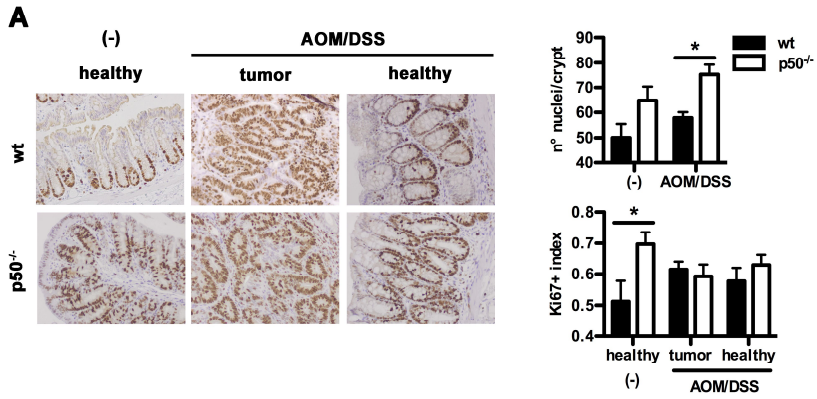 A
(-)
AOM/DSS
healthy
tumor
healthy
wt
p50-/-
90
80
70
60
50
40
nº nuclei/crypt
*
(-)
AOM/DSS
wt
p50-/-
0.8
0.7
0.6
0.5
0.4
Ki67+ index
*
healthy
tumor
healthy
(-)
AOM/DSS